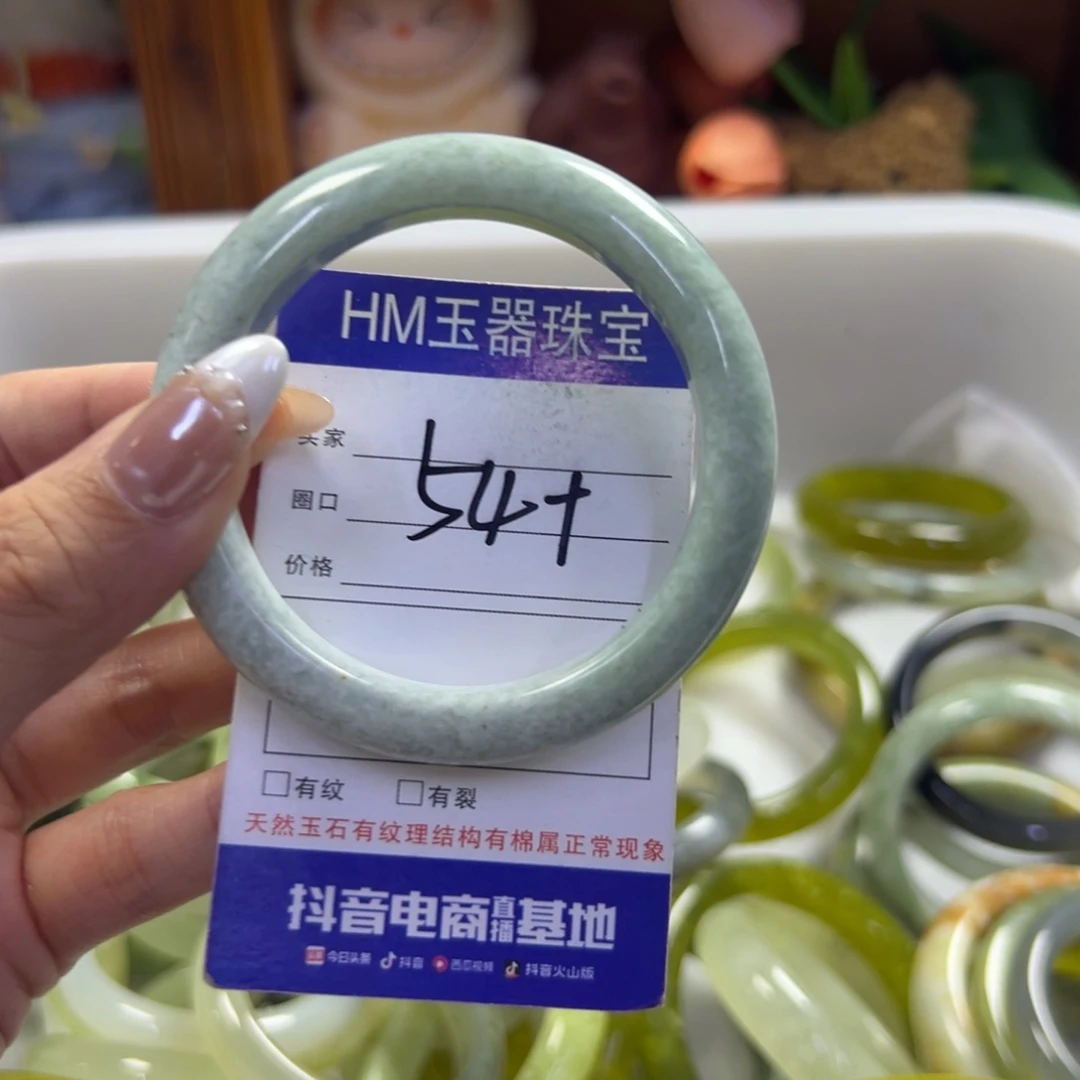 HM玉器珠宝
买家
圈口 54+
价格
□有纹 □有裂
天然玉石有纹理结构有棉属正常现象
抖音电商直播基地
今日头条 抖音 西瓜视频 抖音火山版